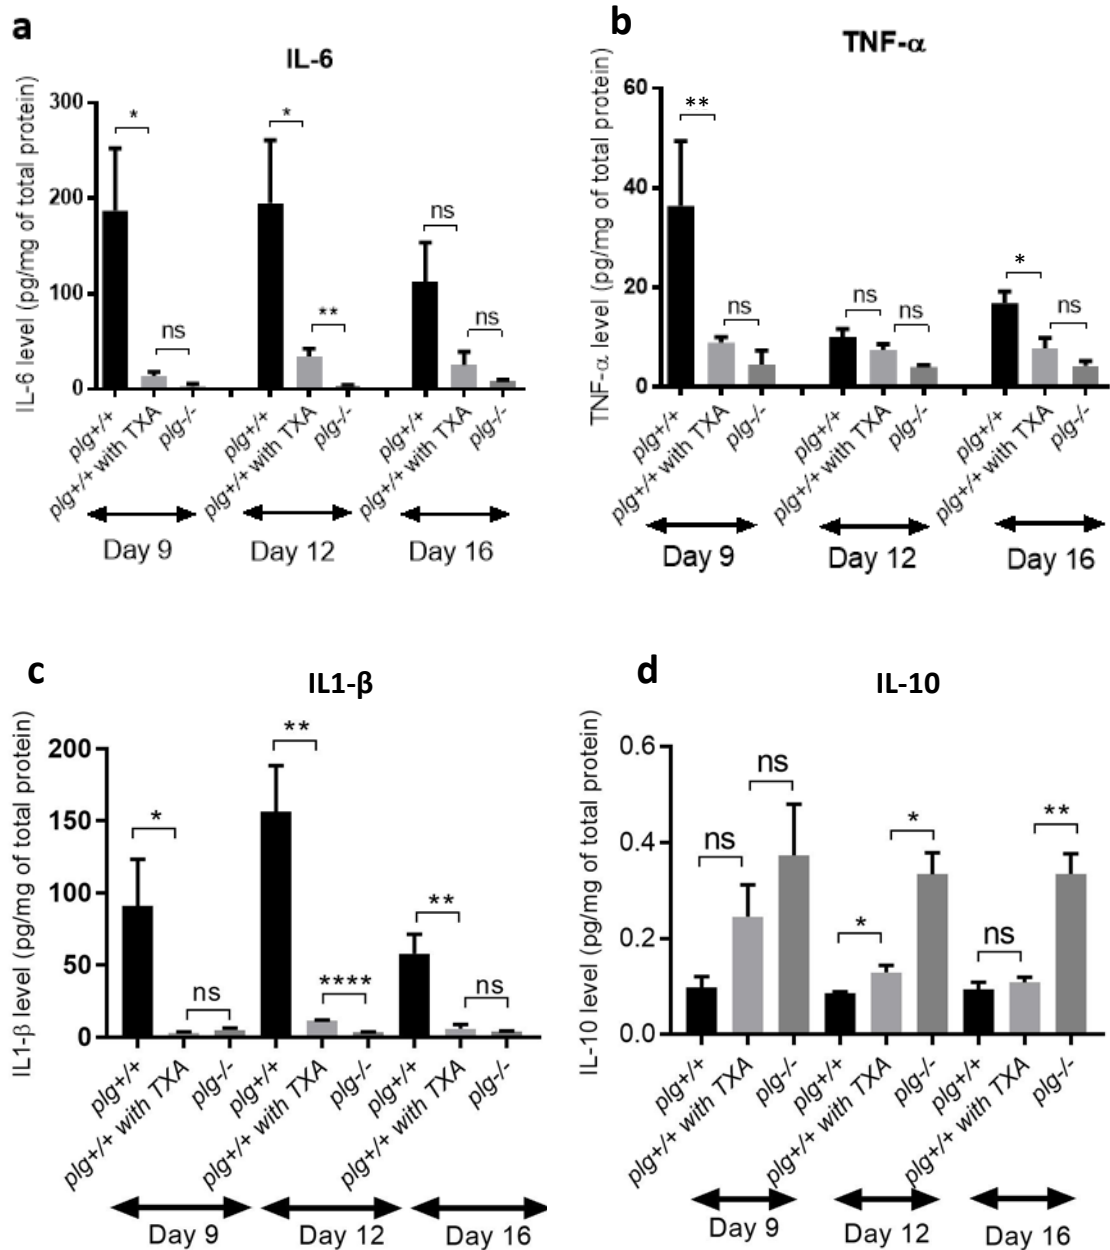 a
IL-6
IL-6 level (pg/mg of total protein)
300
200
100
0
*
ns
*
**
ns
ns
plg+/+
plg+/+ with TXA
plg-/-
plg+/+
plg+/+ with TXA
plg-/-
plg+/+
plg+/+ with TXA
plg-/-
Day 9
Day 12
Day 16
b
TNF-α
TNF-α level (pg/mg of total protein)
60
40
20
0
**
ns
ns
ns
*
ns
plg+/+
plg+/+ with TXA
plg-/-
plg+/+
plg+/+ with TXA
plg-/-
plg+/+
plg+/+ with TXA
plg-/-
Day 9
Day 12
Day 16
c
IL1-β
IL1-β level (pg/mg of total protein)
200
150
100
50
0
*
ns
**
****
**
ns
plg+/+
plg+/+ with TXA
plg-/-
plg+/+
plg+/+ with TXA
plg-/-
plg+/+
plg+/+ with TXA
plg-/-
Day 9
Day 12
Day 16
d
IL-10
IL-10 level (pg/mg of total protein)
0.6
0.4
0.2
0.0
ns
ns
*
*
ns
**
plg+/+
plg+/+ with TXA
plg-/-
plg+/+
plg+/+ with TXA
plg-/-
plg+/+
plg+/+ with TXA
plg-/-
Day 9
Day 12
Day 16